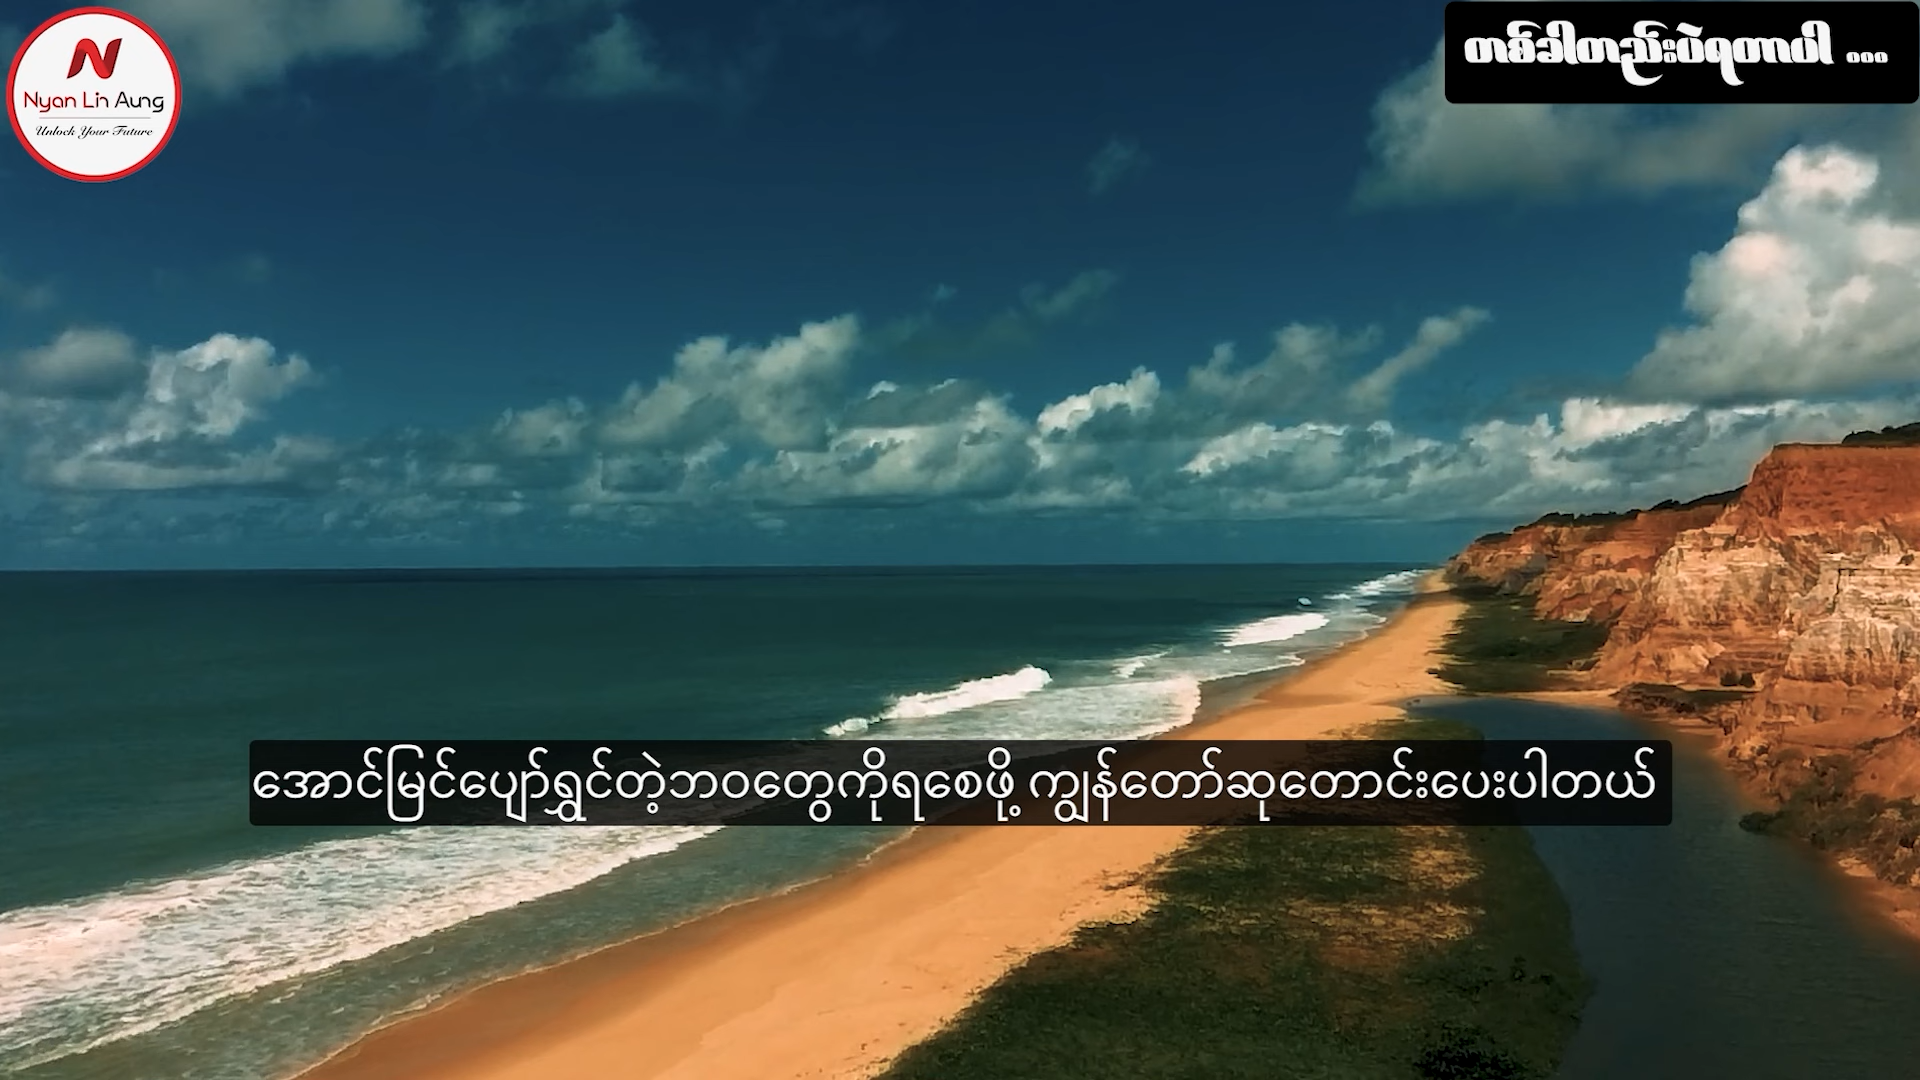 Nyan Lin Aung
Unlock Your Future
တစ်ခါတည်းပဲရတာပါ ...
အောင်မြင်ပျော်ရွှင်တဲ့ဘဝတွေကိုရစေဖို့ ကျွန်တော်ဆုတောင်းပေးပါတယ်